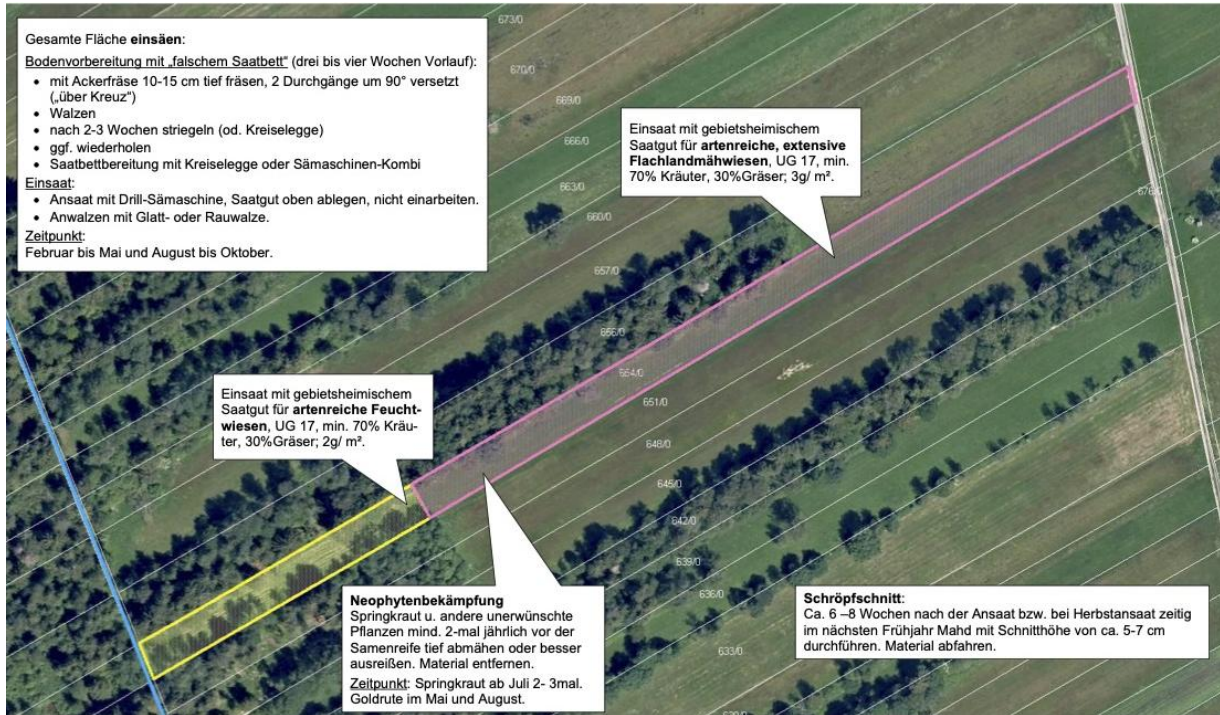 Gesamte Fläche einsäen:
Bodenvorbereitung mit „falschem Saatbett“ (drei bis vier Wochen Vorlauf):
• mit Ackerfräse 10-15 cm tief fräsen, 2 Durchgänge um 90° versetzt
(„über Kreuz“)
• Walzen
• nach 2-3 Wochen striegeln (od. Kreiselegge)
• ggf. wiederholen
• Saatbettbereitung mit Kreiselegge oder Sämaschinen-Kombi
Einsaat:
• Ansaat mit Drill-Sämaschine, Saatgut oben ablegen, nicht einarbeiten.
• Anwalzen mit Glatt- oder Rauwalze.
Zeitpunkt:
Februar bis Mai und August bis Oktober.
673/0
670/0
669/0
666/0
663/0
660/0
657/0
656/0
654/0
651/0
648/0
645/0
642/0
639/0
636/0
633/0
678/0
Einsaat mit gebietsheimischem
Saatgut für artenreiche, extensive
Flachlandmähwiesen, UG 17, min.
70% Kräuter, 30%Gräser; 3g/ m².
Einsaat mit gebietsheimischem
Saatgut für artenreiche Feucht-
wiesen, UG 17, min. 70% Kräu-
ter, 30%Gräser; 2g/ m².
Neophytenbekämpfung
Springkraut u. andere unerwünschte
Pflanzen mind. 2-mal jährlich vor der
Samenreife tief abmähen oder besser
ausreißen. Material entfernen.
Zeitpunkt: Springkraut ab Juli 2- 3mal.
Goldrute im Mai und August.
Schröpfschnitt:
Ca. 6 –8 Wochen nach der Ansaat bzw. bei Herbstansaat zeitig
im nächsten Frühjahr Mahd mit Schnitthöhe von ca. 5-7 cm
durchführen. Material abfahren.